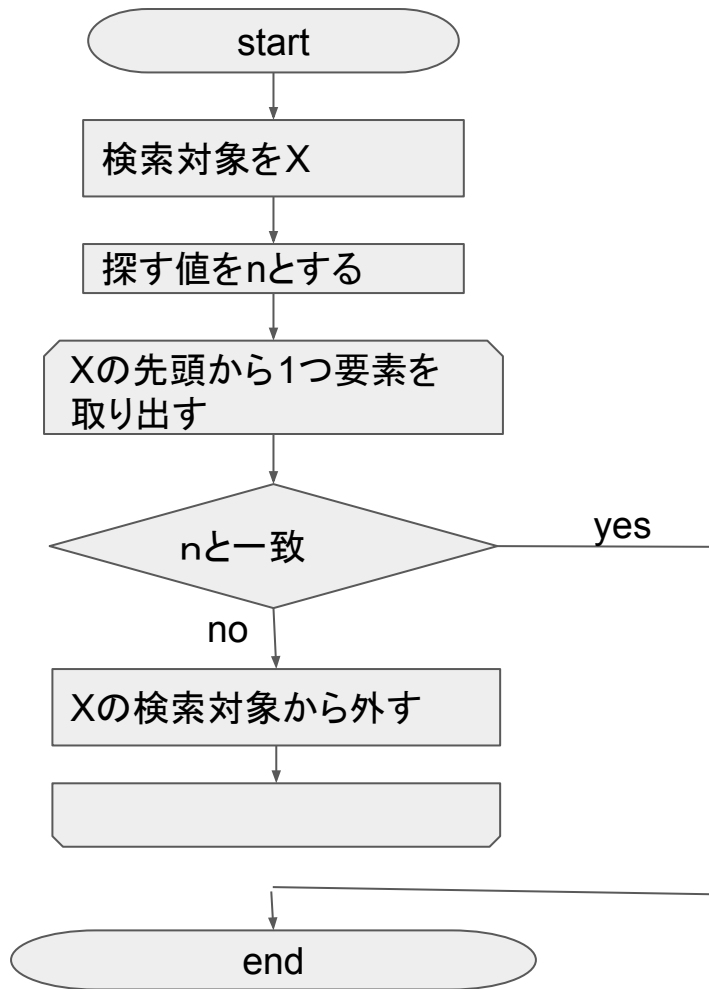 start
検索対象をX
探す値をnとする
Xの先頭から1つ要素を
取り出す
nと一致
yes
no
Xの検索対象から外す
end